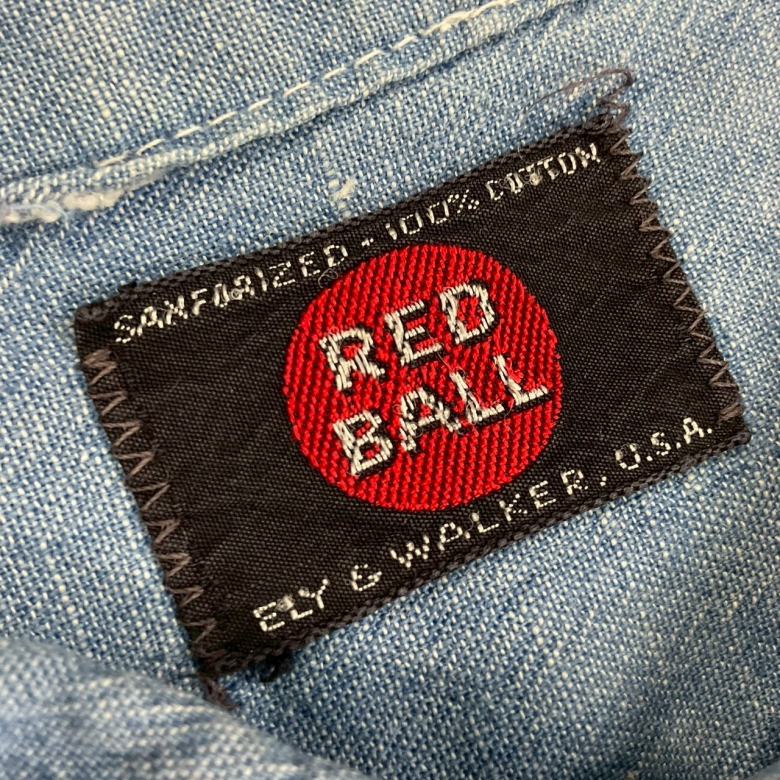 SANFORIZED - 100% COTTON
RED
BALL
ELY & WALKER, U.S.A.